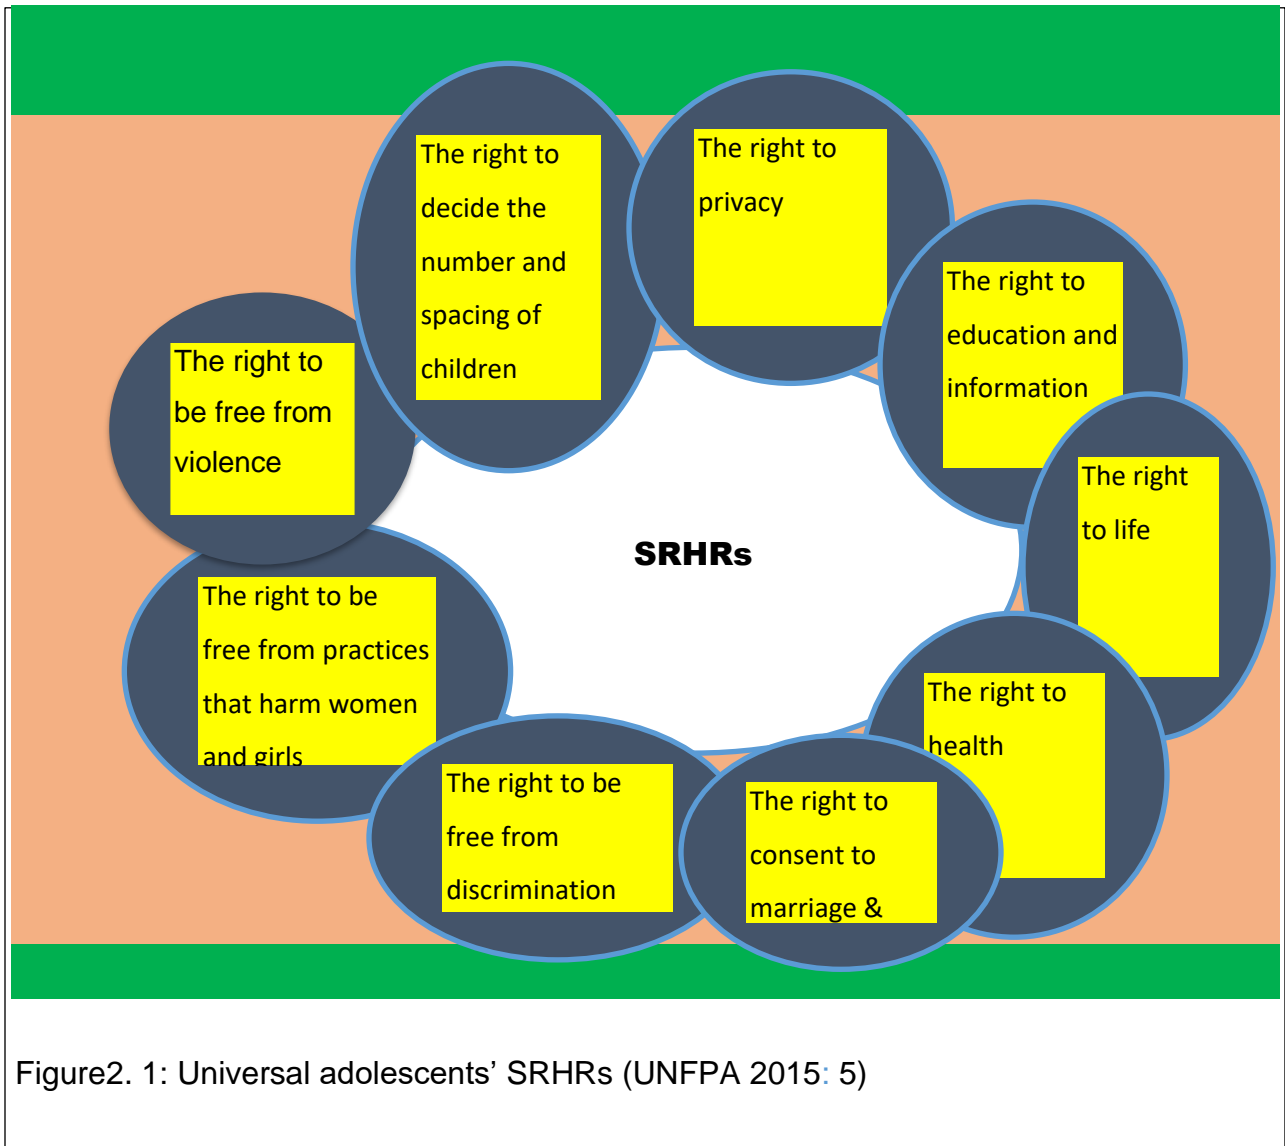 The right to
decide the
number and
spacing of
children
The right to
privacy
The right to
education and
information
The right
to life
The right to
health
The right to
consent to
marriage &
The right to be
free from
discrimination
The right to be
free from practices
that harm women
and girls
The right to
be free from
violence
SRHRs
Figure2. 1: Universal adolescents’ SRHRs (UNFPA 2015: 5)